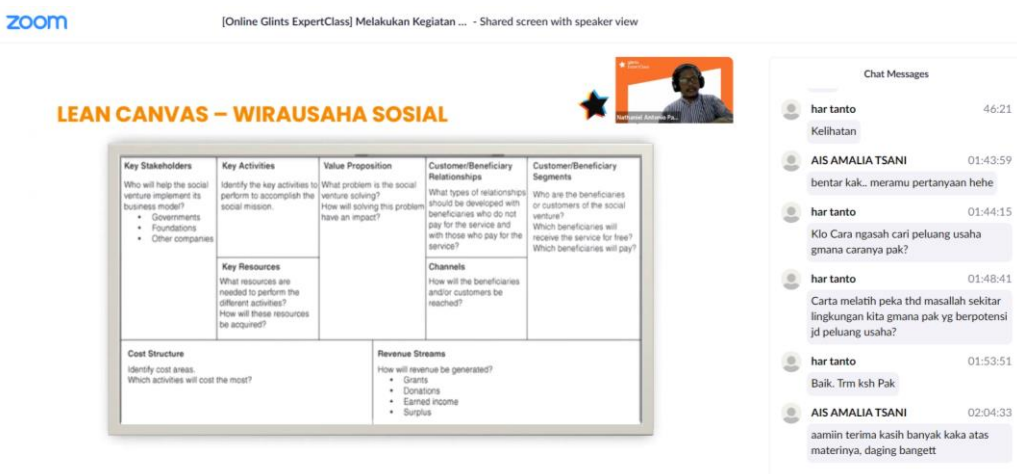 zoom
[Online Glints ExpertClass] Melakukan Kegiatan ... - Shared screen with speaker view
LEAN CANVAS – WIRAUSAHA SOSIAL
glints
ExpertClass
Nathaniel Antonio Pa...
Key Stakeholders
Who will help the social
venture implement its
business model?
• Governments
• Foundations
• Other companies
Key Activities
Identify the key activities to
perform to accomplish the
social mission.
Key Resources
What resources are
needed to perform the
different activities?
How will these resources
be acquired?
Value Proposition
What problem is the social
venture solving?
How will solving this problem
have an impact?
Customer/Beneficiary
Relationships
What types of relationships
should be developed with
beneficiaries who do not
pay for the service and
with those who pay for the
service?
Channels
How will the beneficiaries
and/or customers be
reached?
Customer/Beneficiary
Segments
Who are the beneficiaries
or customers of the social
venture?
Which beneficiaries will
receive the service for free?
Which beneficiaries will pay?
Cost Structure
Identify cost areas.
Which activities will cost the most?
Revenue Streams
How will revenue be generated?
• Grants
• Donations
• Earned income
• Surplus
Chat Messages
har tanto 46:21
Kelihatan
AIS AMALIA TSANI 01:43:59
bentar kak.. meramu pertanyaan hehe
har tanto 01:44:15
Klo Cara ngasah cari peluang usaha
gmana caranya pak?
har tanto 01:48:41
Carta melatih peka thd masallah sekitar
lingkungan kita gmana pak yg berpotensi
jd peluang usaha?
har tanto 01:53:51
Baik. Trm ksh Pak
AIS AMALIA TSANI 02:04:33
aamiin terima kasih banyak kaka atas
materinya, daging bangett